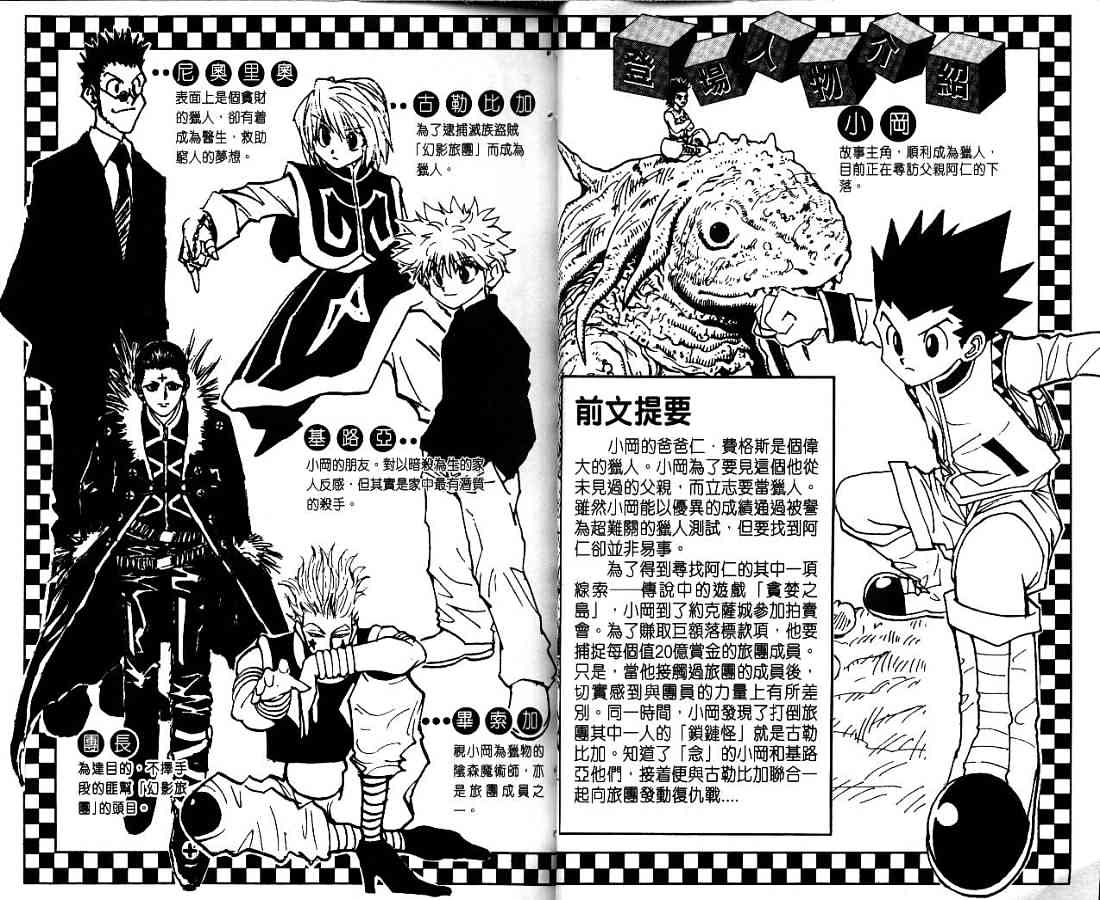 登場人物介紹
小岡
故事主角，順利成為獵人，
目前正在尋訪父親阿仁的下
落。
尼奧里奧
表面上是個貪財
的獵人，卻有着
成為醫生，救助
窮人的夢想。
古勒比加
為了逮捕滅族盜賊
「幻影旅團」而成為
獵人。
基路亞
小岡的朋友。對以暗殺為生的家
人反感，但其實是家中最有潛質
的殺手。
團長
為達目的，不擇手
段的匪幫「幻影旅
團」的頭目。
畢索加
視小岡為獵物的
陰森魔術師，亦
是旅團成員之
一。
前文提要
小岡的爸爸仁．費格斯是個偉
大的獵人。小岡為了要見這個他從
未見過的父親，而立志要當獵人。
雖然小岡能以優異的成績通過被譽
為超難關的獵人測試，但要找到阿
仁卻並非易事。
為了得到尋找阿仁的其中一項
線索──傳說中的遊戲「貪婪之
島」，小岡到了約克薩城參加拍賣
會。為了賺取巨額落標款項，他要
捕捉每個值20億賞金的旅團成員。
只是，當他接觸過旅團的成員後，
切實感到與團員的力量上有所差
別。同一時間，小岡發現了打倒旅
團其中一人的「鎖鏈怪」就是古勒
比加。知道了「念」的小岡和基路
亞他們，接着便與古勒比加聯合一
起向旅團發動復仇戰....